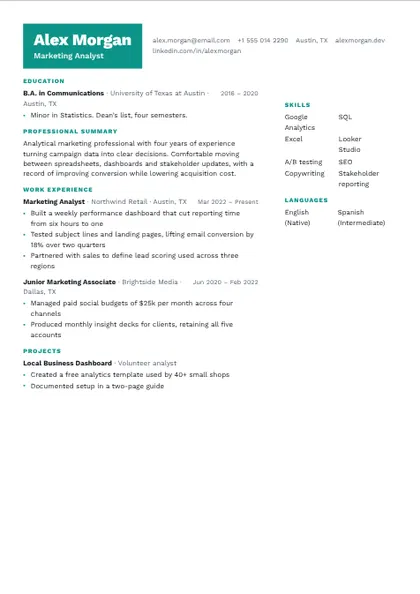 Alex Morgan
Marketing Analyst
alex.morgan@email.com +1 555 014 2290 Austin, TX alexmorgan.dev
linkedin.com/in/alexmorgan
EDUCATION
B.A. in Communications · University of Texas at Austin · 2016 – 2020
Austin, TX
• Minor in Statistics. Dean's list, four semesters.
PROFESSIONAL SUMMARY
Analytical marketing professional with four years of experience
turning campaign data into clear decisions. Comfortable moving
between spreadsheets, dashboards and stakeholder updates, with a
record of improving conversion while lowering acquisition cost.
WORK EXPERIENCE
Marketing Analyst · Northwind Retail · Austin, TX Mar 2022 – Present
• Built a weekly performance dashboard that cut reporting time
from six hours to one
• Tested subject lines and landing pages, lifting email conversion by
18% over two quarters
• Partnered with sales to define lead scoring used across three
regions
Junior Marketing Associate · Brightside Media · Jun 2020 – Feb 2022
Dallas, TX
• Managed paid social budgets of $25k per month across four
channels
• Produced monthly insight decks for clients, retaining all five
accounts
PROJECTS
Local Business Dashboard · Volunteer analyst
• Created a free analytics template used by 40+ small shops
• Documented setup in a two-page guide
SKILLS
Google SQL
Analytics
Excel Looker
Studio
A/B testing SEO
Copywriting Stakeholder
reporting
LANGUAGES
English Spanish
(Native) (Intermediate)